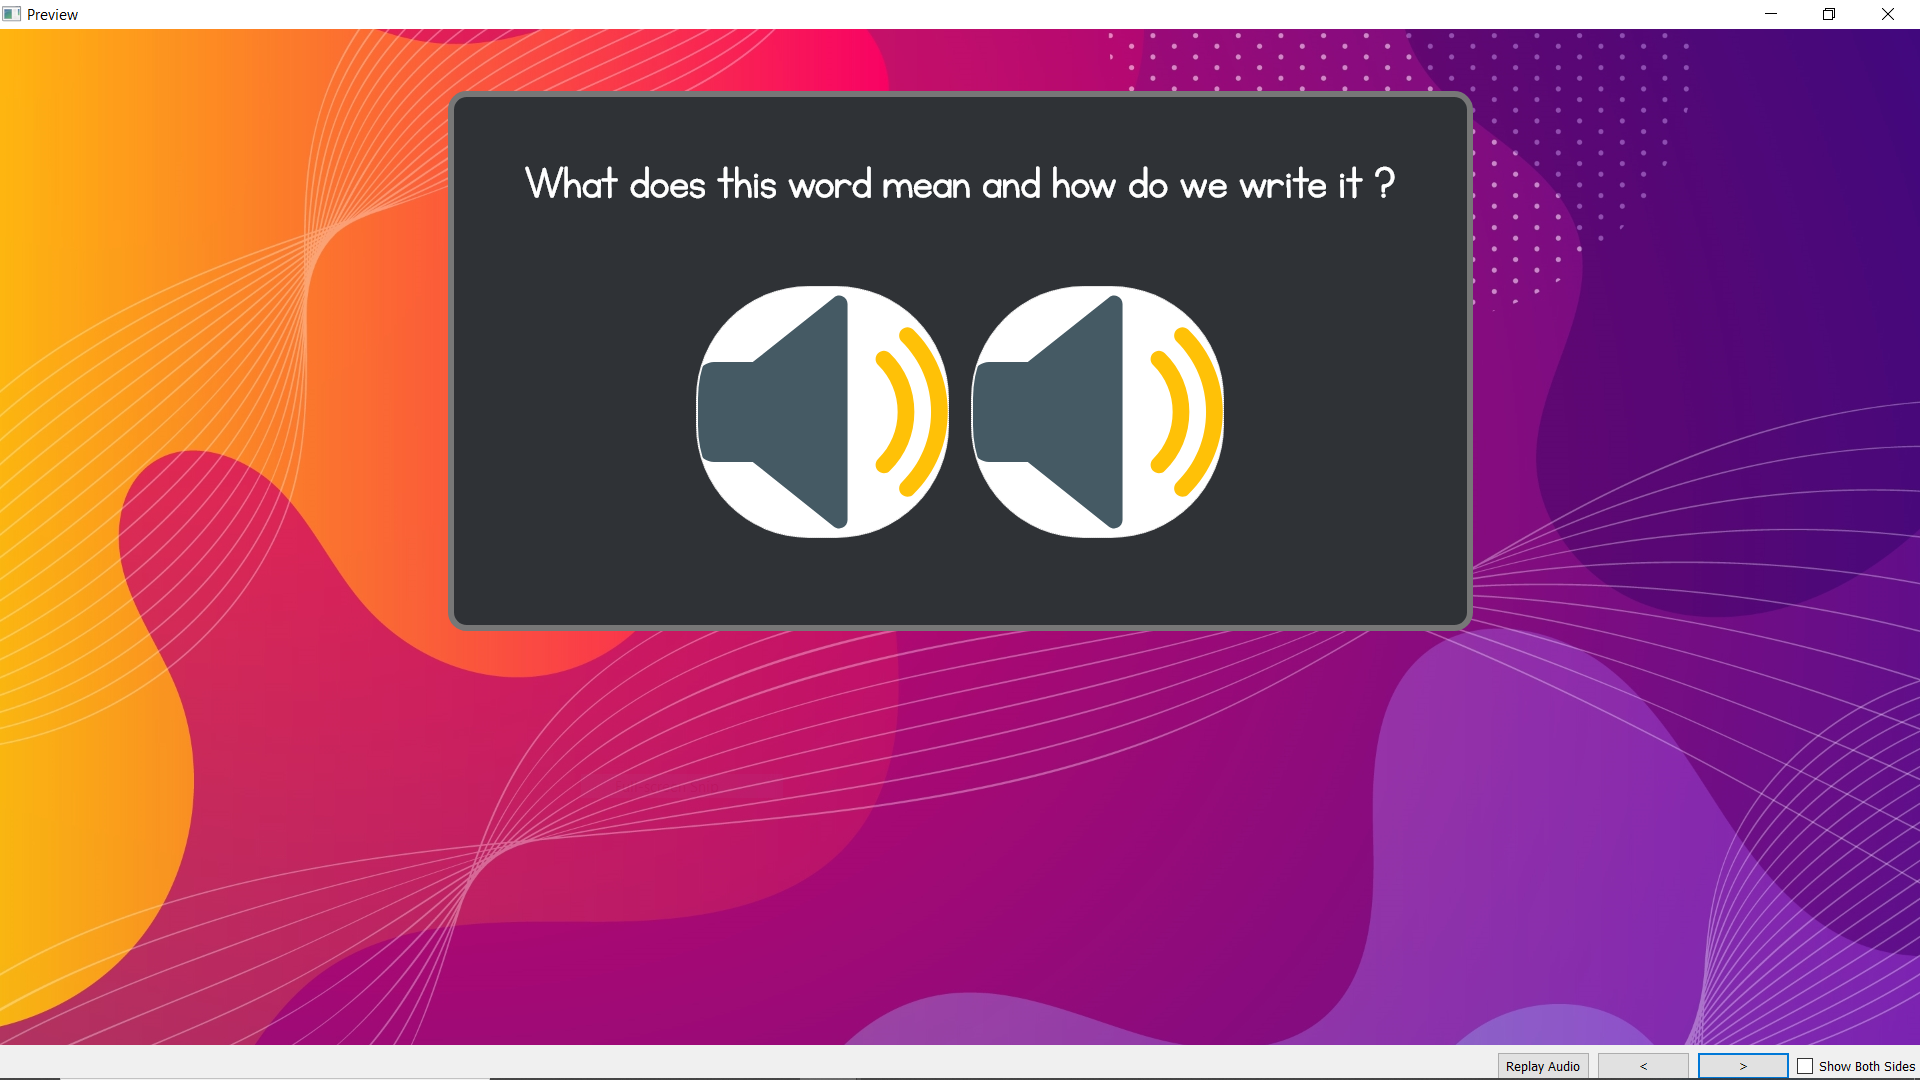 Preview
What does this word mean and how do we write it ?
Replay Audio
<
>
Show Both Sides